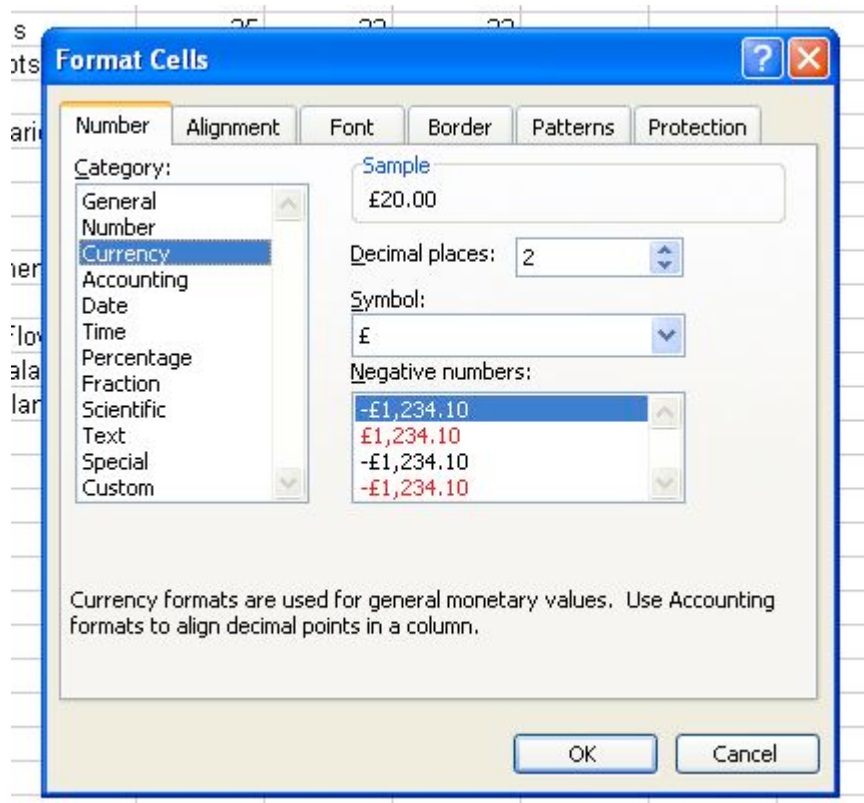 s
ots
Format Cells
Number Alignment Font Border Patterns Protection
Category:
General
Number
Currency
Accounting
Date
Time
Percentage
Fraction
Scientific
Text
Special
Custom
Sample
£20.00
Decimal places: 2
Symbol:
£
Negative numbers:
-£1,234.10
£1,234.10
-£1,234.10
-£1,234.10
Currency formats are used for general monetary values. Use Accounting
formats to align decimal points in a column.
OK Cancel